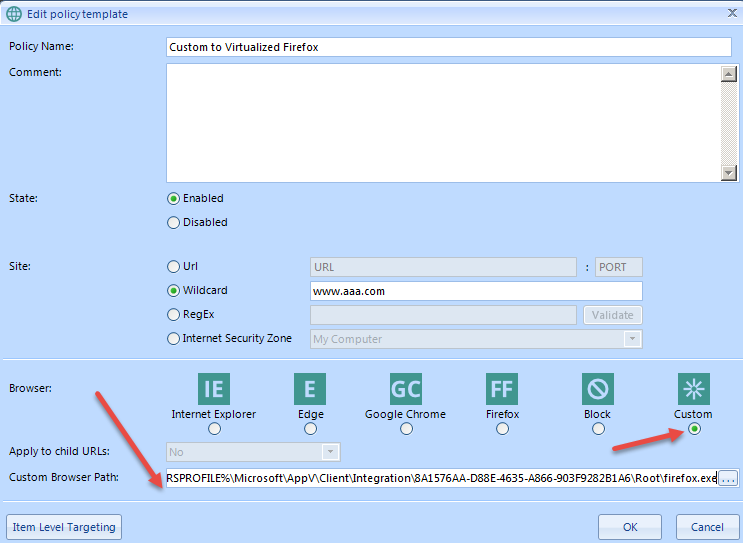 Edit policy template
Policy Name: Custom to Virtualized Firefox
Comment:
State: Enabled
Disabled
Site: Url URL : PORT
Wildcard www.aaa.com
RegEx Validate
Internet Security Zone My Computer
IE E GC FF
Browser: Internet Explorer Edge Google Chrome Firefox Block Custom
Apply to child URLs: No
Custom Browser Path: RSPROFILE%\Microsoft\AppV\Client\Integration\8A1576AA-D88E-4635-A866-903F9282B1A6\Root\firefox.exe ...
Item Level Targeting OK Cancel